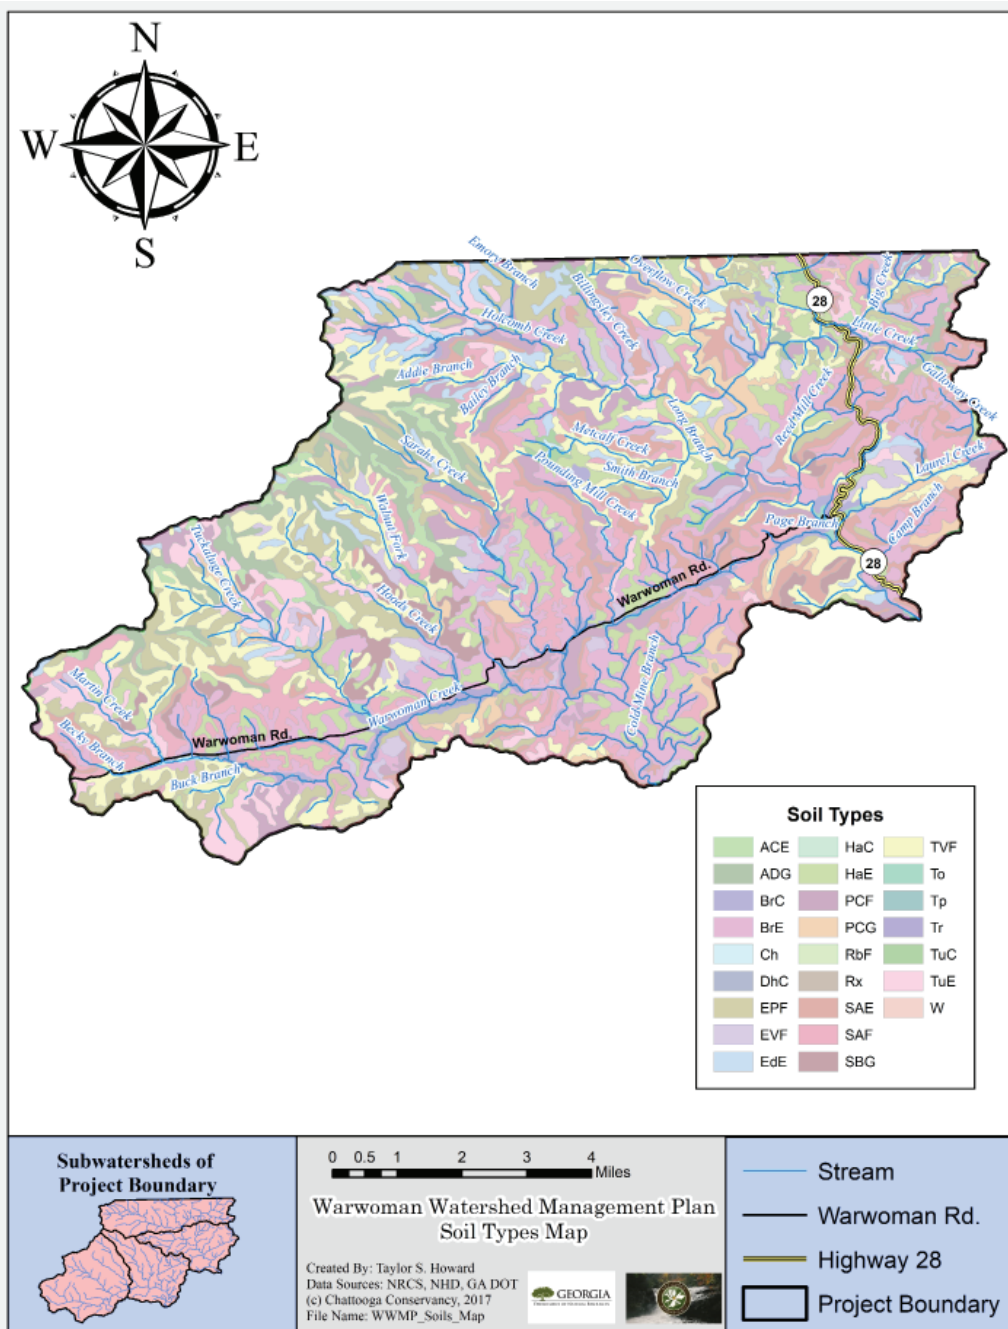 N
W
E
S
Emory Branch
Overflow Creek
Billingsley Creek
Big Creek
28
Holcomb Creek
Little Creek
Addie Branch
Bailey Branch
Galloway Creek
Reed Mill Creek
Long Branch
Metcalf Creek
Sarahs Creek
Smith Branch
Pounding Mill Creek
Laurel Creek
Camp Branch
Walnut Fork
Page Branch
Tuckaluge Creek
28
Warwoman Rd.
Hoods Creek
Cold Mine Branch
Martin Creek
Warwoman Creek
Becky Branch
Warwoman Rd.
Buck Branch
Soil Types
ACE HaC TVF
ADG HaE To
BrC PCF Tp
BrE PCG Tr
Ch RbF TuC
DhC Rx TuE
EPF SAE W
EVF SAF
EdE SBG
Subwatersheds of
Project Boundary
0 0.5 1 2 3 4
Miles
Warwoman Watershed Management Plan
Soil Types Map
Created By: Taylor S. Howard
Data Sources: NRCS, NHD, GA DOT
(c) Chattooga Conservancy, 2017
File Name: WWMP_Soils_Map
GEORGIA
Stream
Warwoman Rd.
Highway 28
Project Boundary